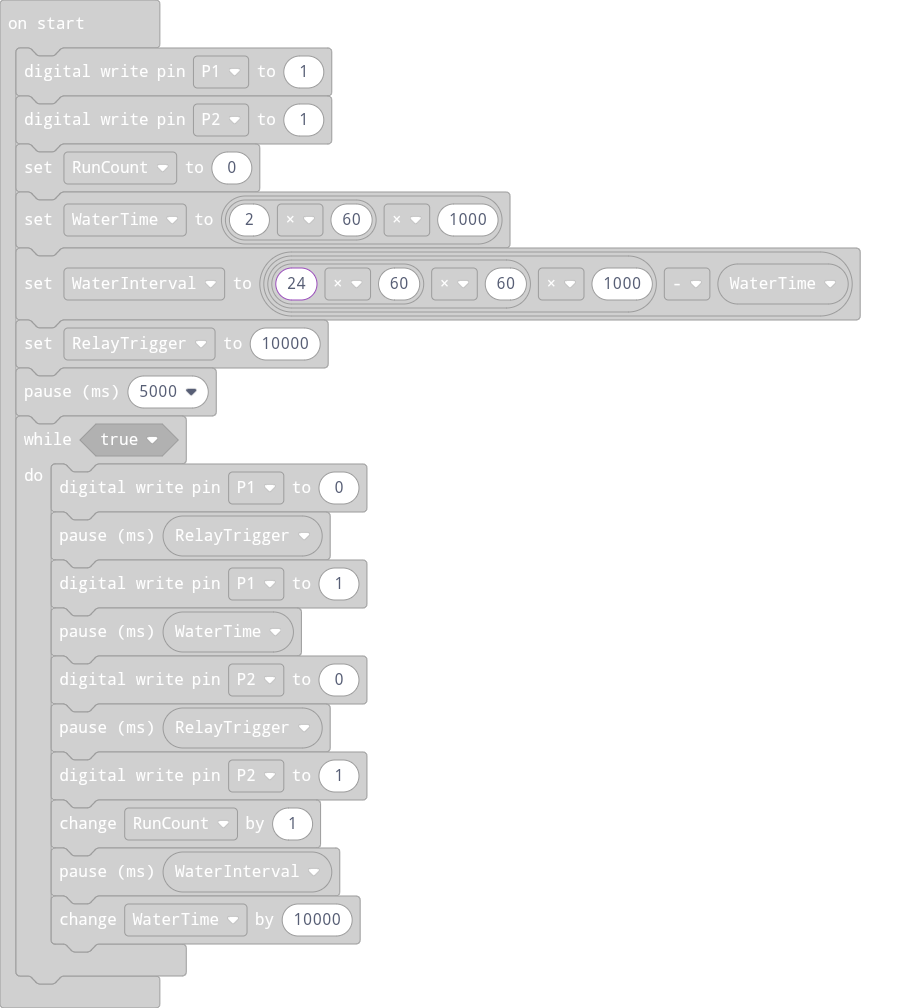 on start
digital write pin P1 to 1
digital write pin P2 to 1
set RunCount to 0
set WaterTime to 2 × 60 × 1000
set WaterInterval to 24 × 60 × 60 × 1000 - WaterTime
set RelayTrigger to 10000
pause (ms) 5000
while true
do
digital write pin P1 to 0
pause (ms) RelayTrigger
digital write pin P1 to 1
pause (ms) WaterTime
digital write pin P2 to 0
pause (ms) RelayTrigger
digital write pin P2 to 1
change RunCount by 1
pause (ms) WaterInterval
change WaterTime by 10000